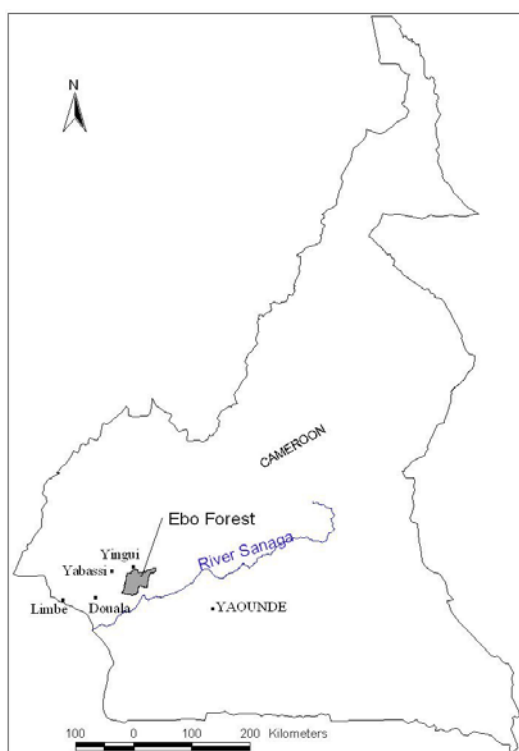 N
CAMEROON
Ebo Forest
Yingui
River Sanaga
Yabassi
Limbe
Douala
YAOUNDE
100 0 100 200 Kilometers